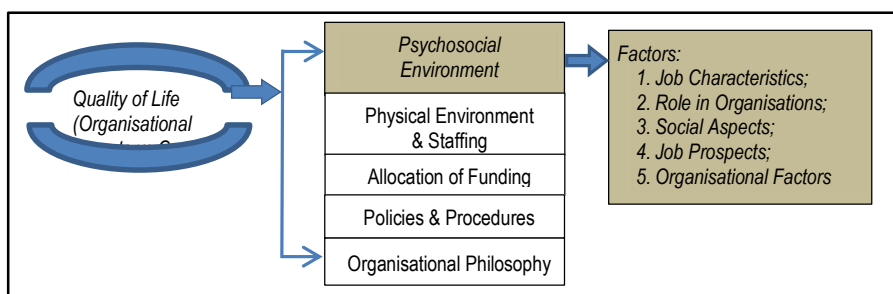 Quality of Life
(Organisational
Psychosocial
Environment
Physical Environment
& Staffing
Allocation of Funding
Policies & Procedures
Organisational Philosophy
Factors:
1. Job Characteristics;
2. Role in Organisations;
3. Social Aspects;
4. Job Prospects;
5. Organisational Factors